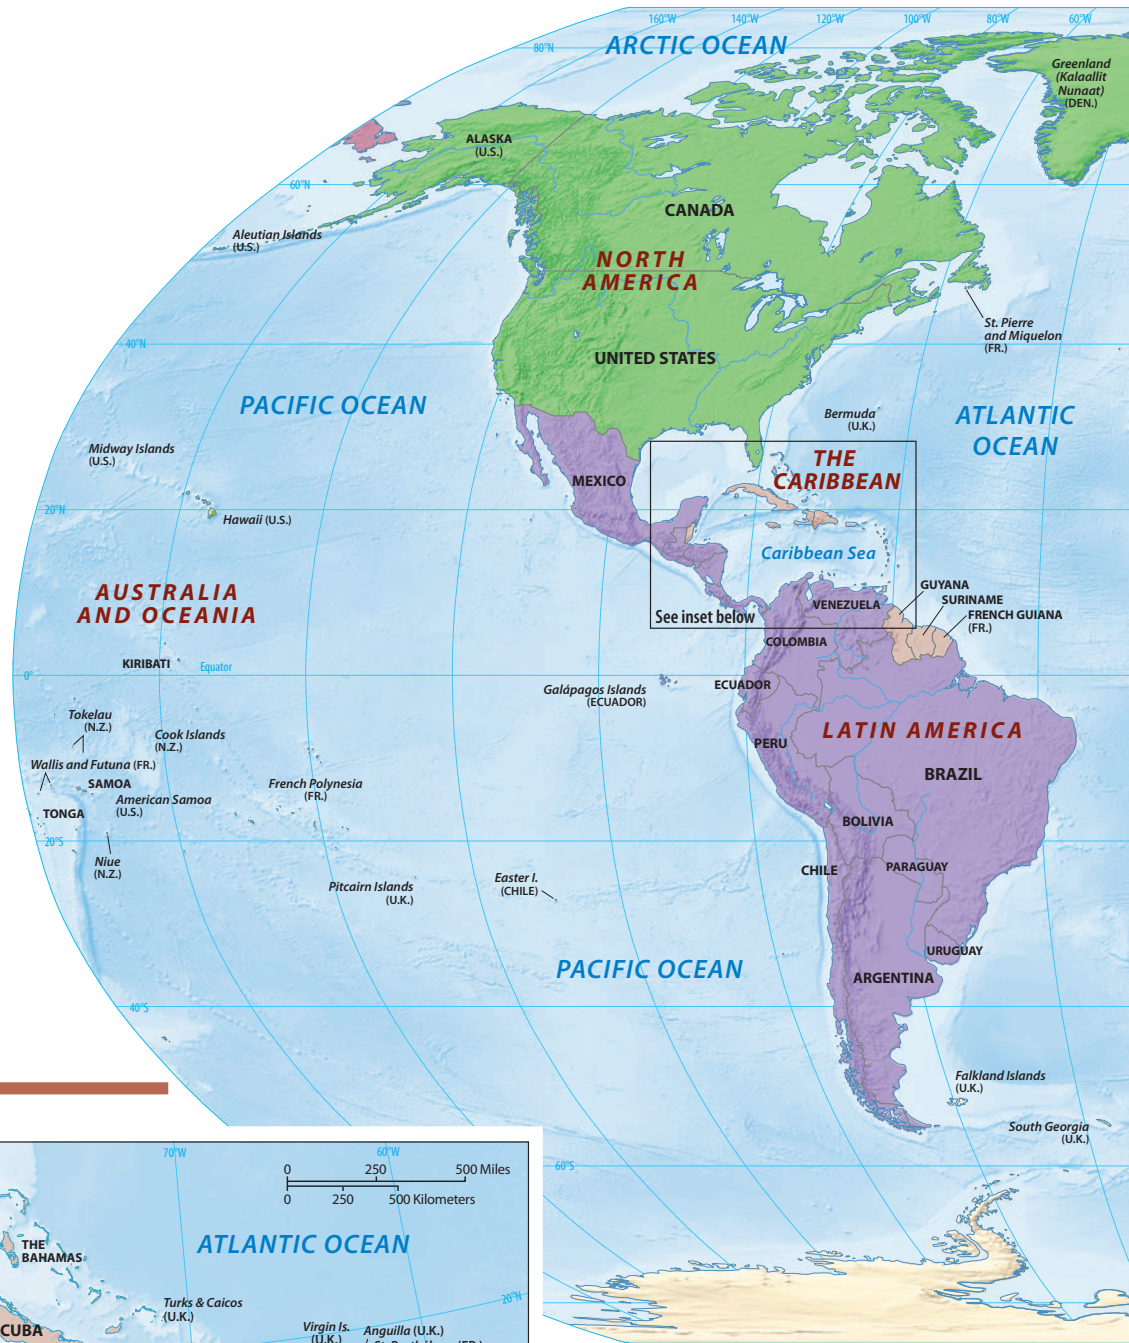 160°W
140°W
120°W
100°W
80°W
60°W
80°N
ARCTIC OCEAN
Greenland
(Kalaallit
Nunaat)
(DEN.)
ALASKA
(U.S.)
60°N
CANADA
Aleutian Islands
(U.S.)
NORTH
AMERICA
St. Pierre
and Miquelon
(FR.)
40°N
UNITED STATES
PACIFIC OCEAN
Bermuda
(U.K.)
ATLANTIC
OCEAN
Midway Islands
(U.S.)
THE
CARIBBEAN
MEXICO
20°N
Hawaii (U.S.)
Caribbean Sea
AUSTRALIA
AND OCEANIA
GUYANA
SURINAME
FRENCH GUIANA
(FR.)
VENEZUELA
See inset below
COLOMBIA
KIRIBATI
Equator
0°
ECUADOR
Galápagos Islands
(ECUADOR)
Tokelau
(N.Z.)
Cook Islands
(N.Z.)
LATIN AMERICA
PERU
Wallis and Futuna (FR.)
BRAZIL
SAMOA
French Polynesia
(FR.)
American Samoa
(U.S.)
TONGA
BOLIVIA
20°S
Niue
(N.Z.)
CHILE
PARAGUAY
Easter I.
(CHILE)
Pitcairn Islands
(U.K.)
URUGUAY
PACIFIC OCEAN
ARGENTINA
40°S
Falkland Islands
(U.K.)
South Georgia
(U.K.)
60°S
70°W
60°W
0 250 500 Miles
0 250 500 Kilometers
THE
BAHAMAS
ATLANTIC OCEAN
Turks & Caicos
(U.K.)
20°N
CUBA
Virgin Is.
(U.K.)
Anguilla (U.K.)